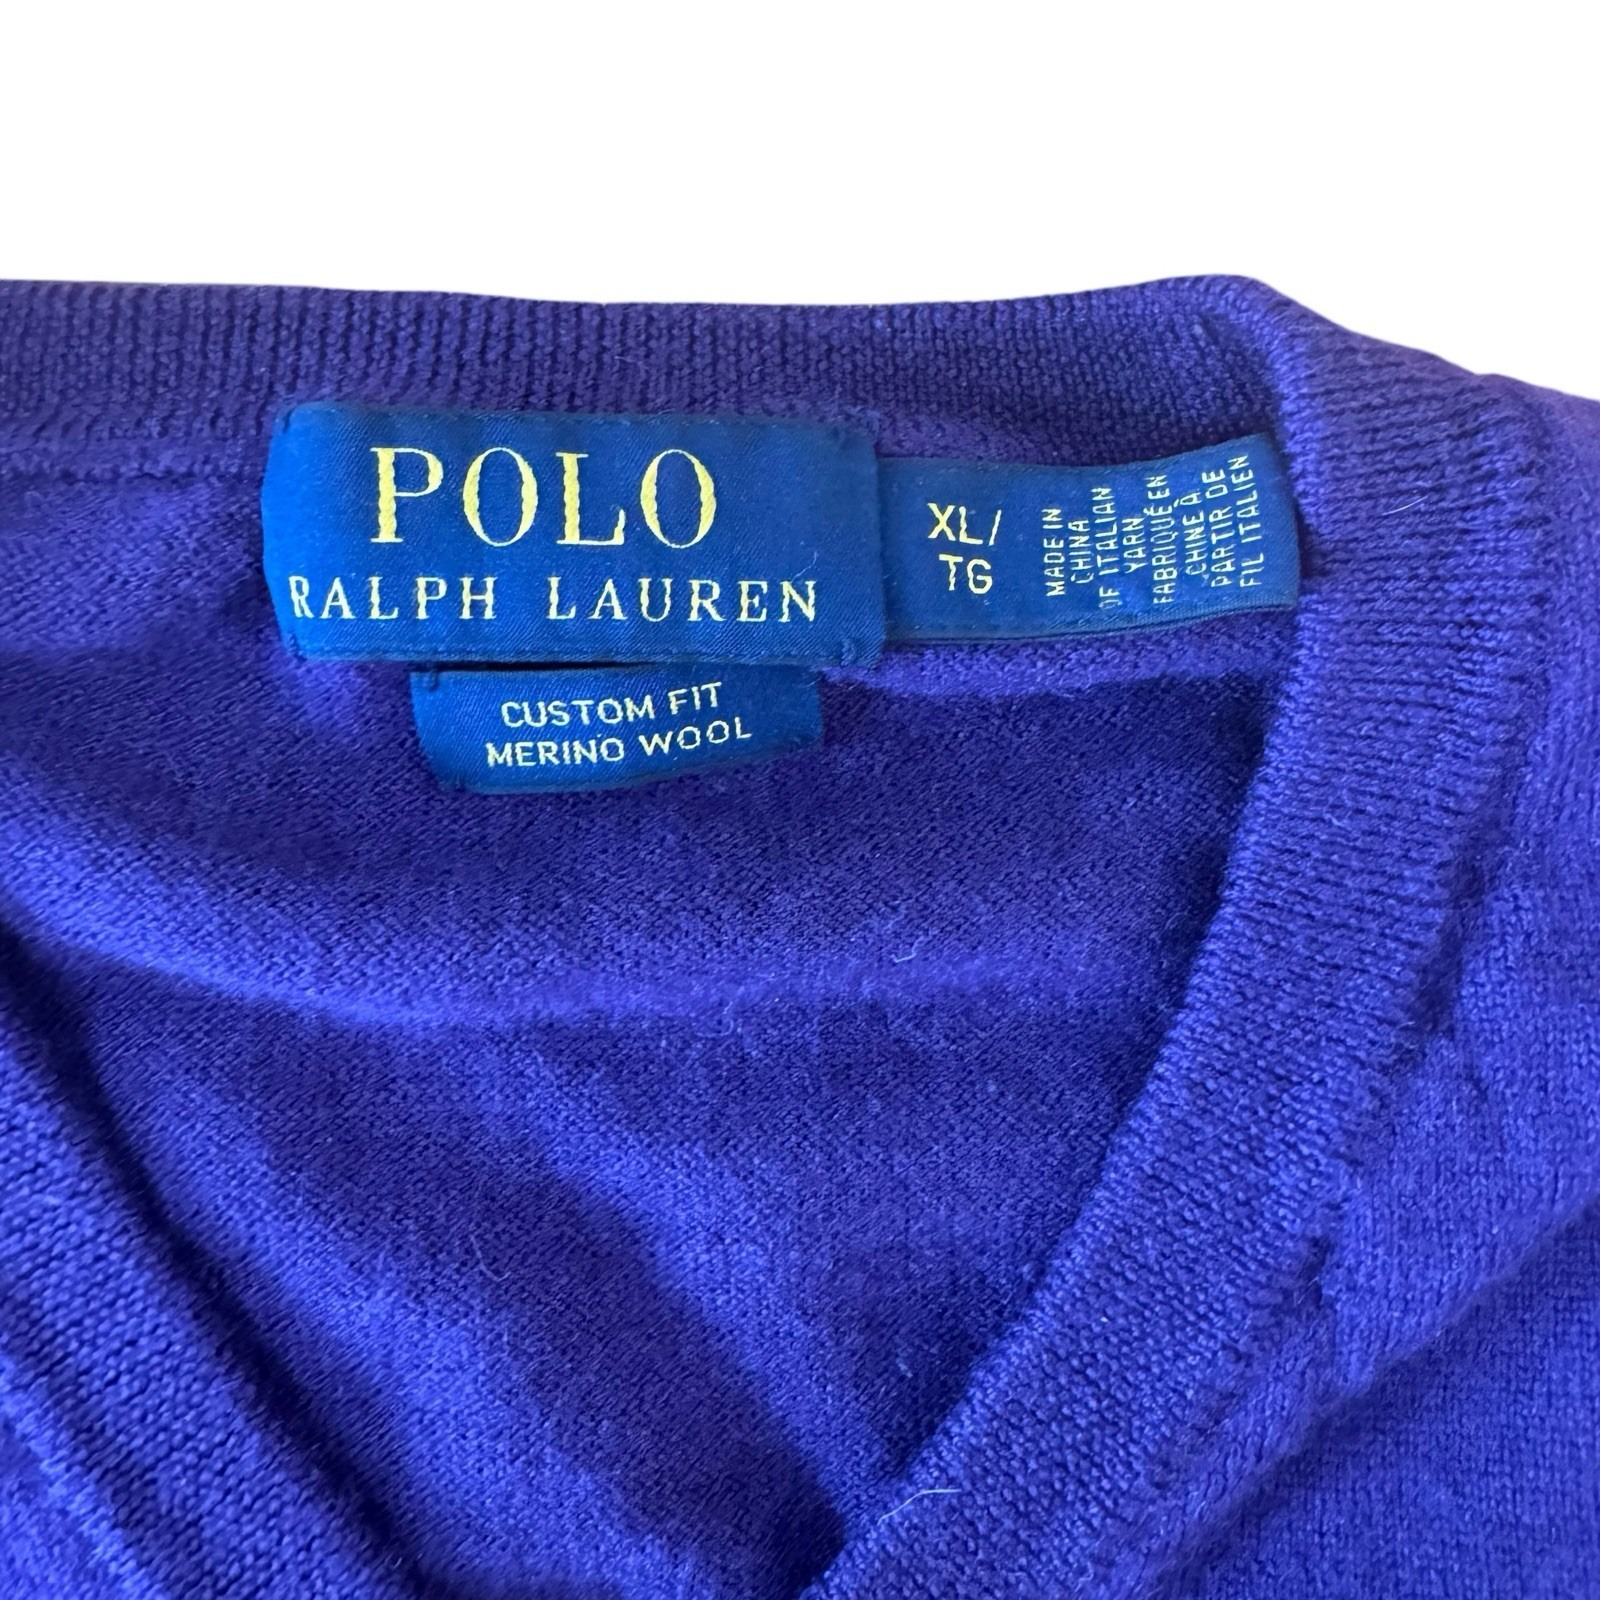 POLO
RALPH LAUREN
CUSTOM FIT
MERINO WOOL
XL/
TG
MADE IN
CHINA
OF ITALIAN
YARN
FABRIQUÉ EN
CHINE À
PARTIR DE
FIL ITALIEN